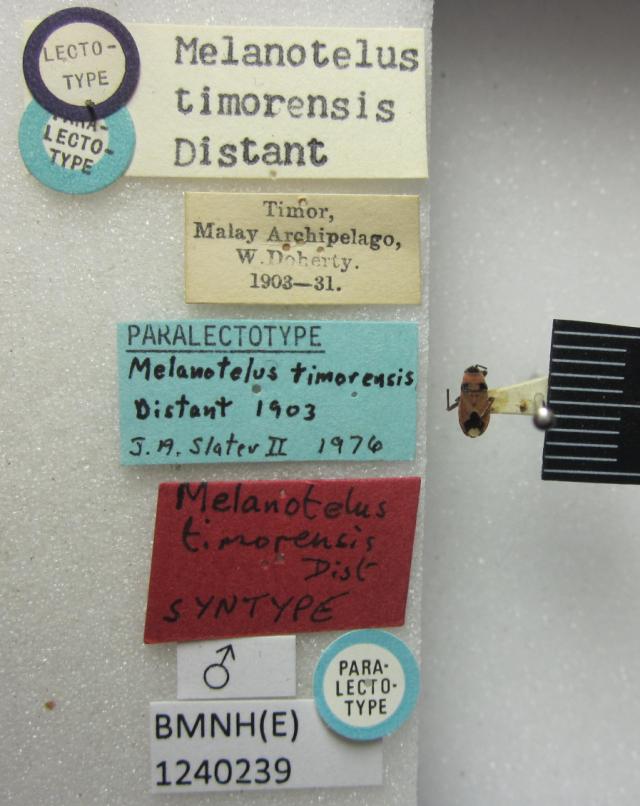 LECTO-
TYPE
PARA-
LECTO-
TYPE
Melanotelus
timorensis
Distant
Timor,
Malay Archipelago,
W. Doherty.
1903—31.
PARALECTOTYPE
Melanotelus timorensis
Distant 1903
J.A. Slater II 1976
Melanotelus
timorensis
Dist
SYNTYPE
♂
PARA-
LECTO-
TYPE
BMNH(E)
1240239